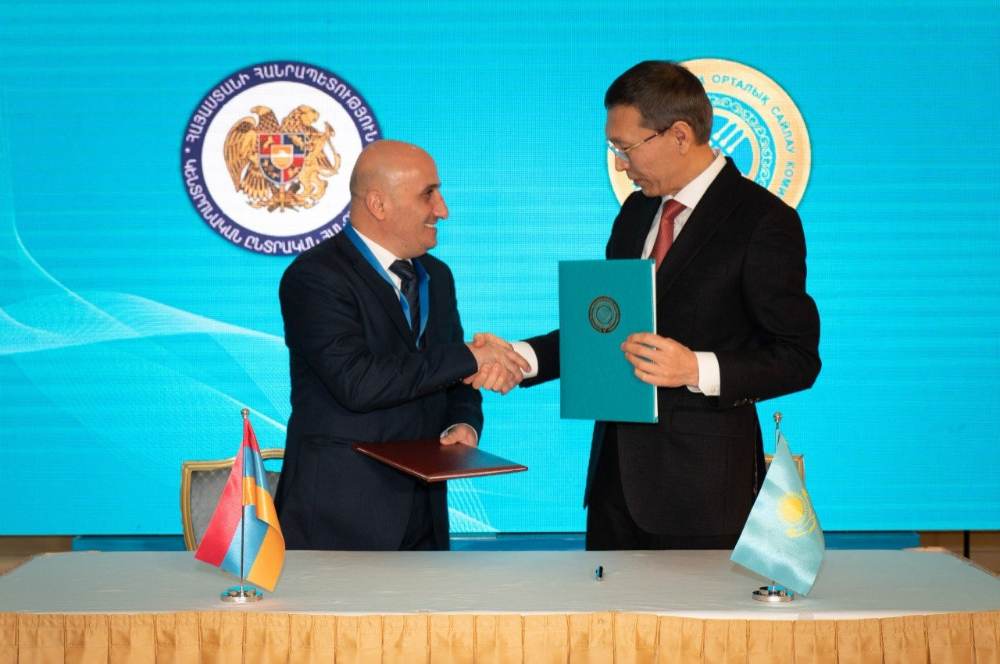 ՀԱՅԱՍՏԱՆԻ ՀԱՆՐԱՊԵՏՈՒԹՅՈՒՆ
ԿԵՆՏՐՈՆԱԿԱՆ ԸՆՏՐԱԿԱՆ
ОРТАЛЫҚ САЙЛАУ